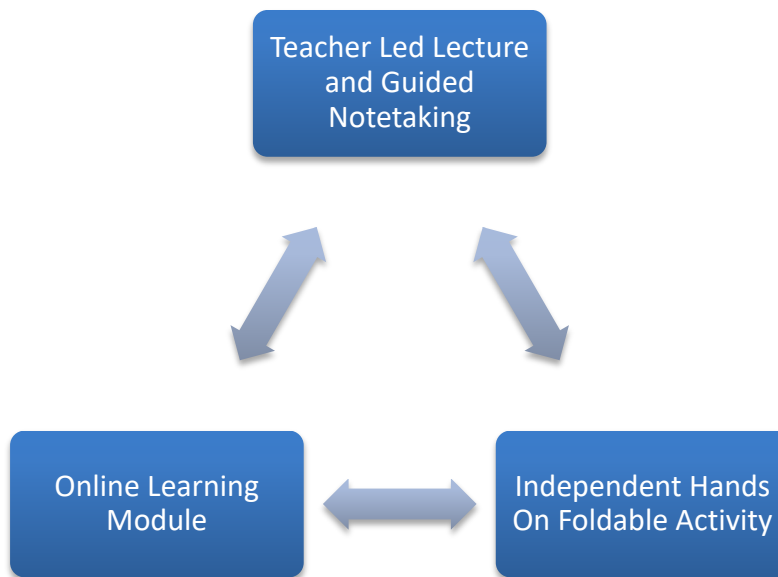 Teacher Led Lecture
and Guided
Notetaking
Online Learning
Module
Independent Hands
On Foldable Activity